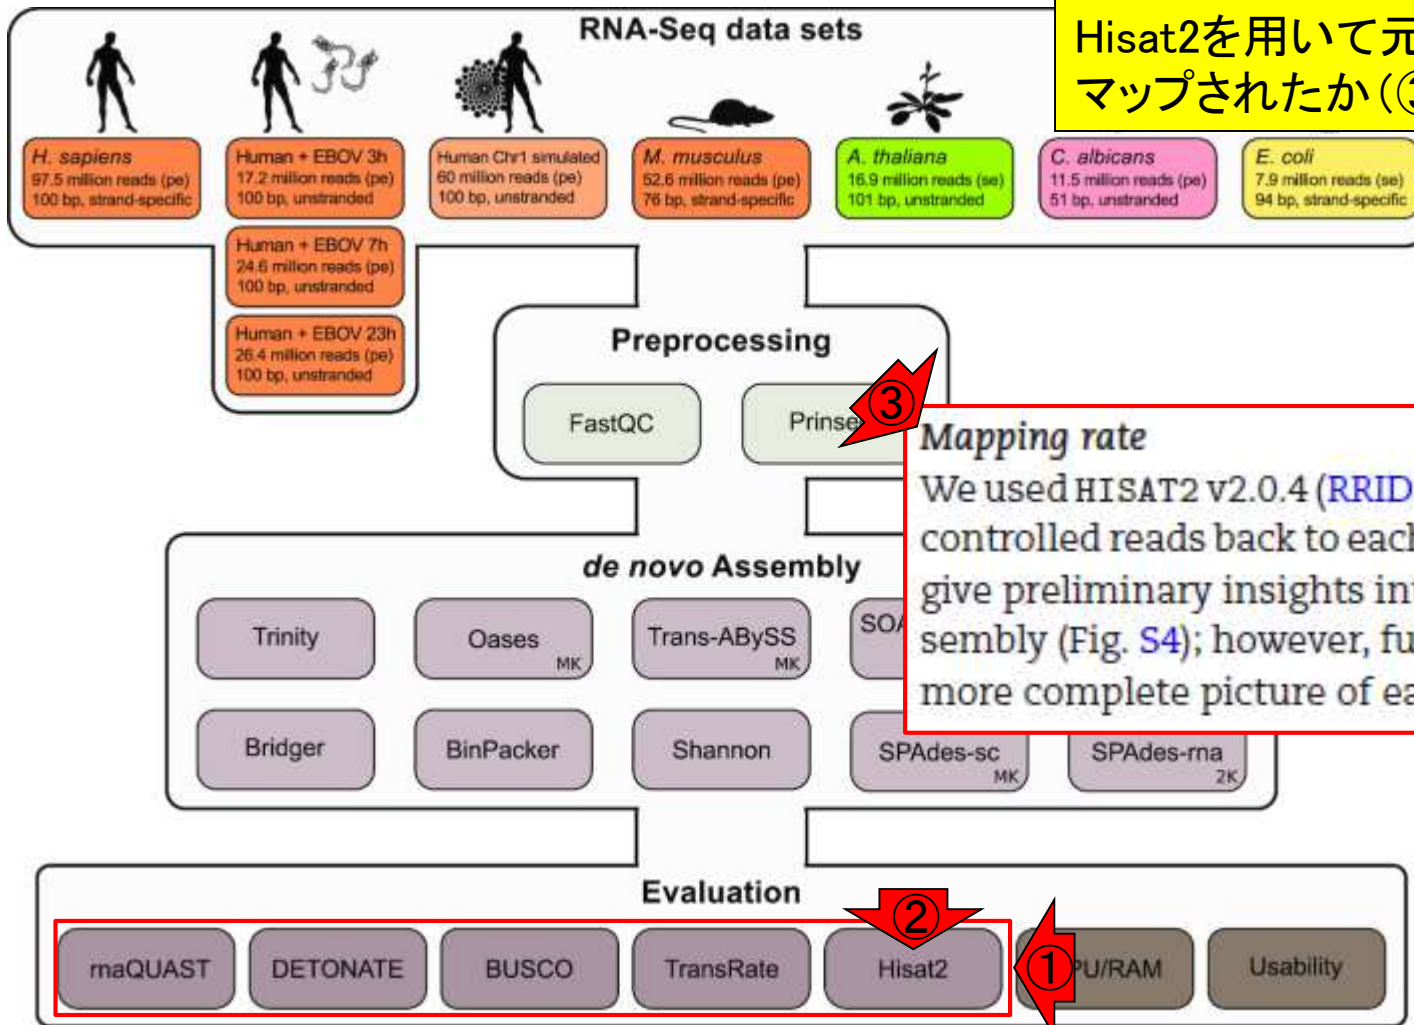 RNA-Seq data sets
Hisat2を用いて元
マップされたか(③
H. sapiens
97.5 million reads (pe)
100 bp, strand-specific
Human + EBOV 3h
17.2 million reads (pe)
100 bp, unstranded
Human + EBOV 7h
24.6 million reads (pe)
100 bp, unstranded
Human + EBOV 23h
26.4 million reads (pe)
100 bp, unstranded
Human Chr1 simulated
60 million reads (pe)
100 bp, unstranded
M. musculus
52.6 million reads (pe)
76 bp, strand-specific
A. thaliana
16.9 million reads (se)
101 bp, unstranded
C. albicans
11.5 million reads (pe)
51 bp, unstranded
E. coli
7.9 million reads (se)
94 bp, strand-specific
Preprocessing
FastQC
Prinse
③
Mapping rate
We used HISAT2 v2.0.4 (RRID
controlled reads back to each
give preliminary insights in
sembly (Fig. S4); however, fu
more complete picture of ea
de novo Assembly
Trinity
Oases
MK
Trans-ABySS
MK
SOA
Bridger
BinPacker
Shannon
SPAdes-sc
MK
SPAdes-rna
2K
Evaluation
②
rnaQUAST
DETONATE
BUSCO
TransRate
Hisat2
①
PU/RAM
Usability